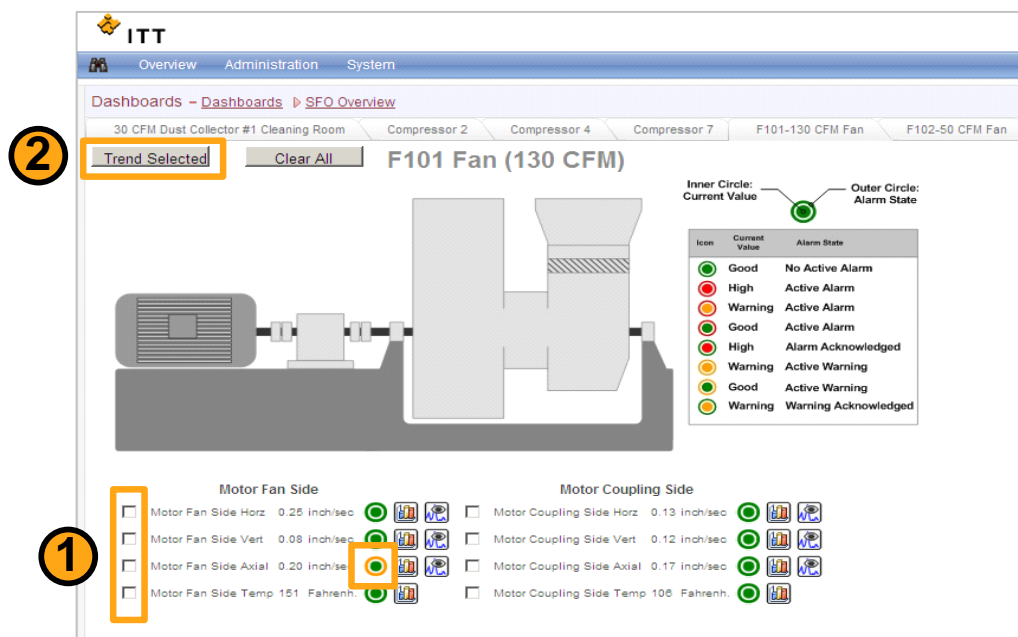 ITT
Overview Administration System
Dashboards – Dashboards SFO Overview
30 CFM Dust Collector #1 Cleaning Room Compressor 2 Compressor 4 Compressor 7 F101-130 CFM Fan F102-50 CFM Fan
2
Trend Selected Clear All F101 Fan (130 CFM)
Inner Circle: Current Value
Outer Circle: Alarm State
Icon Current Value Alarm State
Good No Active Alarm
High Active Alarm
Warning Active Alarm
Good Active Alarm
High Alarm Acknowledged
Warning Active Warning
Good Active Warning
Warning Warning Acknowledged
Motor Fan Side Motor Coupling Side
Motor Fan Side Horz 0.25 inch/sec Motor Coupling Side Horz 0.13 inch/sec
Motor Fan Side Vert 0.08 inch/sec Motor Coupling Side Vert 0.12 inch/sec
1
Motor Fan Side Axial 0.20 inch/sec Motor Coupling Side Axial 0.17 inch/sec
Motor Fan Side Temp 151 Fahrenh. Motor Coupling Side Temp 106 Fahrenh.